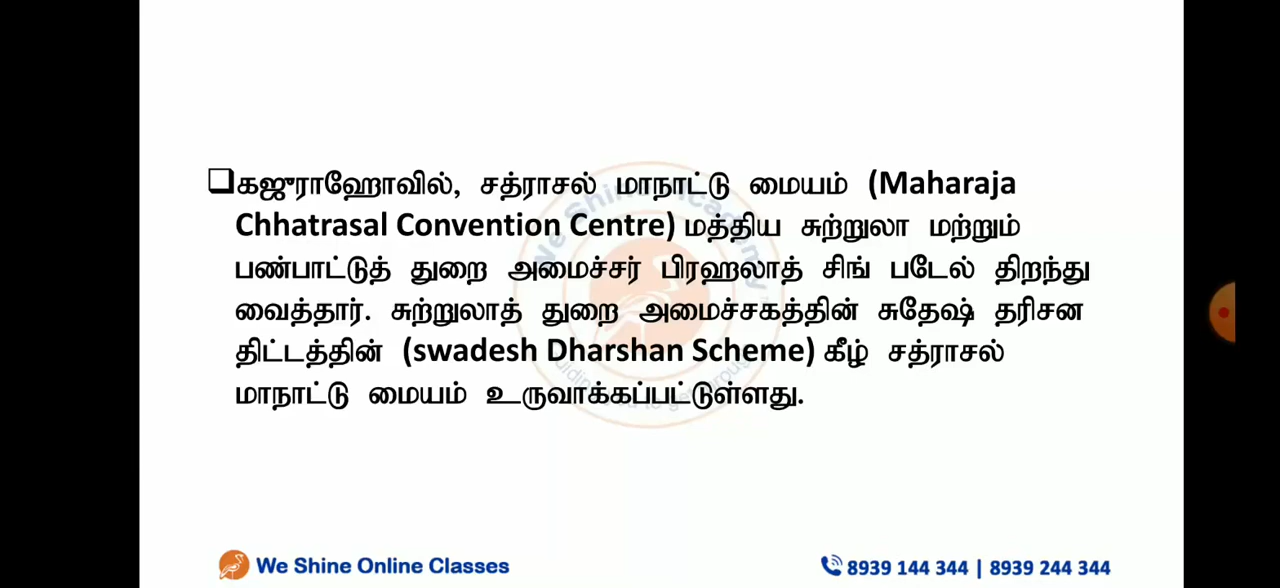 கஜுராஹோவில், சத்ராசல் மாநாட்டு மையம் (Maharaja
Chhatrasal Convention Centre) மத்திய சுற்றுலா மற்றும்
பண்பாட்டுத் துறை அமைச்சர் பிரஹலாத் சிங் படேல் திறந்து
வைத்தார். சுற்றுலாத் துறை அமைச்சகத்தின் சுதேஷ் தரிசன
திட்டத்தின் (swadesh Dharshan Scheme) கீழ் சத்ராசல்
மாநாட்டு மையம் உருவாக்கப்பட்டுள்ளது.
We Shine Online Classes
8939 144 344 | 8939 244 344